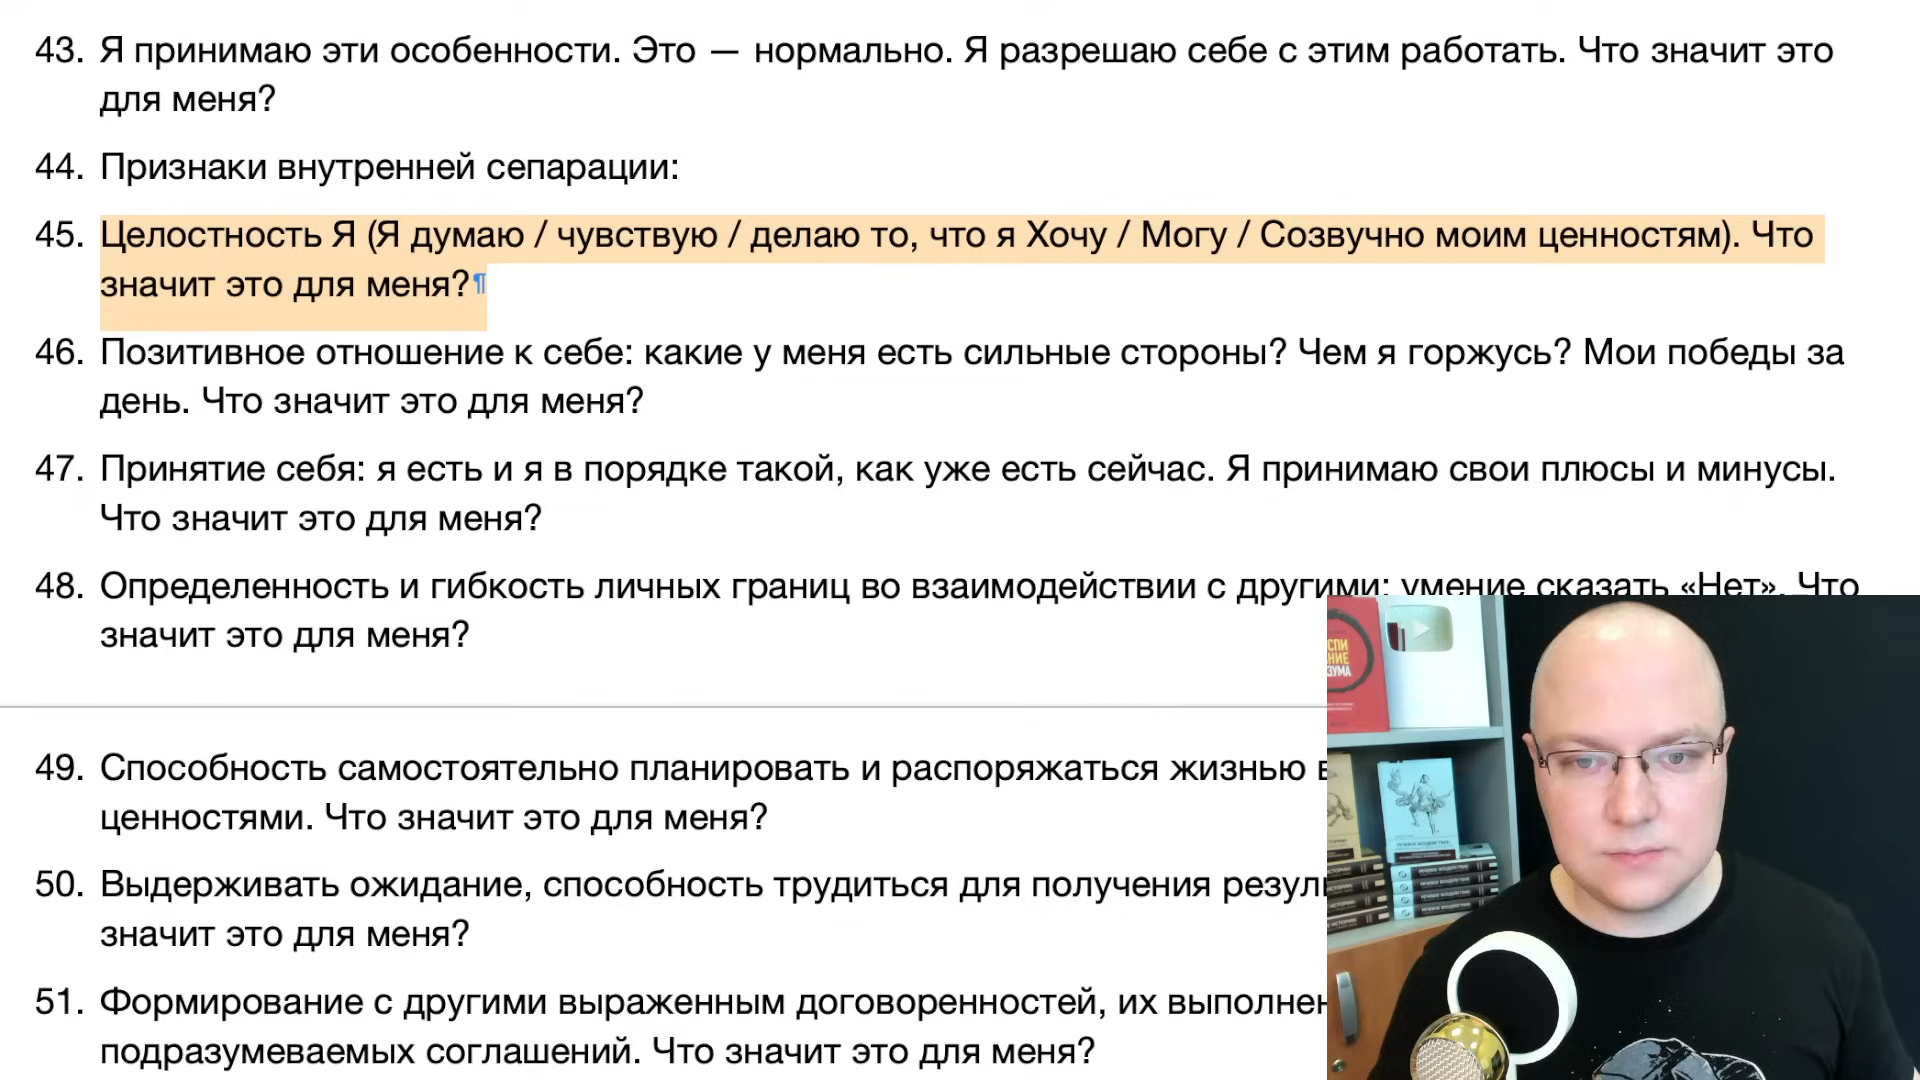 43. Я принимаю эти особенности. Это — нормально. Я разрешаю себе с этим работать. Что значит это
для меня?
44. Признаки внутренней сепарации:
45. Целостность Я (Я думаю / чувствую / делаю то, что я Хочу / Могу / Созвучно моим ценностям). Что
значит это для меня?¶
46. Позитивное отношение к себе: какие у меня есть сильные стороны? Чем я горжусь? Мои победы за
день. Что значит это для меня?
47. Принятие себя: я есть и я в порядке такой, как уже есть сейчас. Я принимаю свои плюсы и минусы.
Что значит это для меня?
48. Определенность и гибкость личных границ во взаимодействии с другими: умение сказать «Нет». Что
значит это для меня?
49. Способность самостоятельно планировать и распоряжаться жизнью в
ценностями. Что значит это для меня?
50. Выдерживать ожидание, способность трудиться для получения резуль
значит это для меня?
51. Формирование с другими выраженным договоренностей, их выполнен
подразумеваемых соглашений. Что значит это для меня?
СПИ
НИЕ
ЗУМА